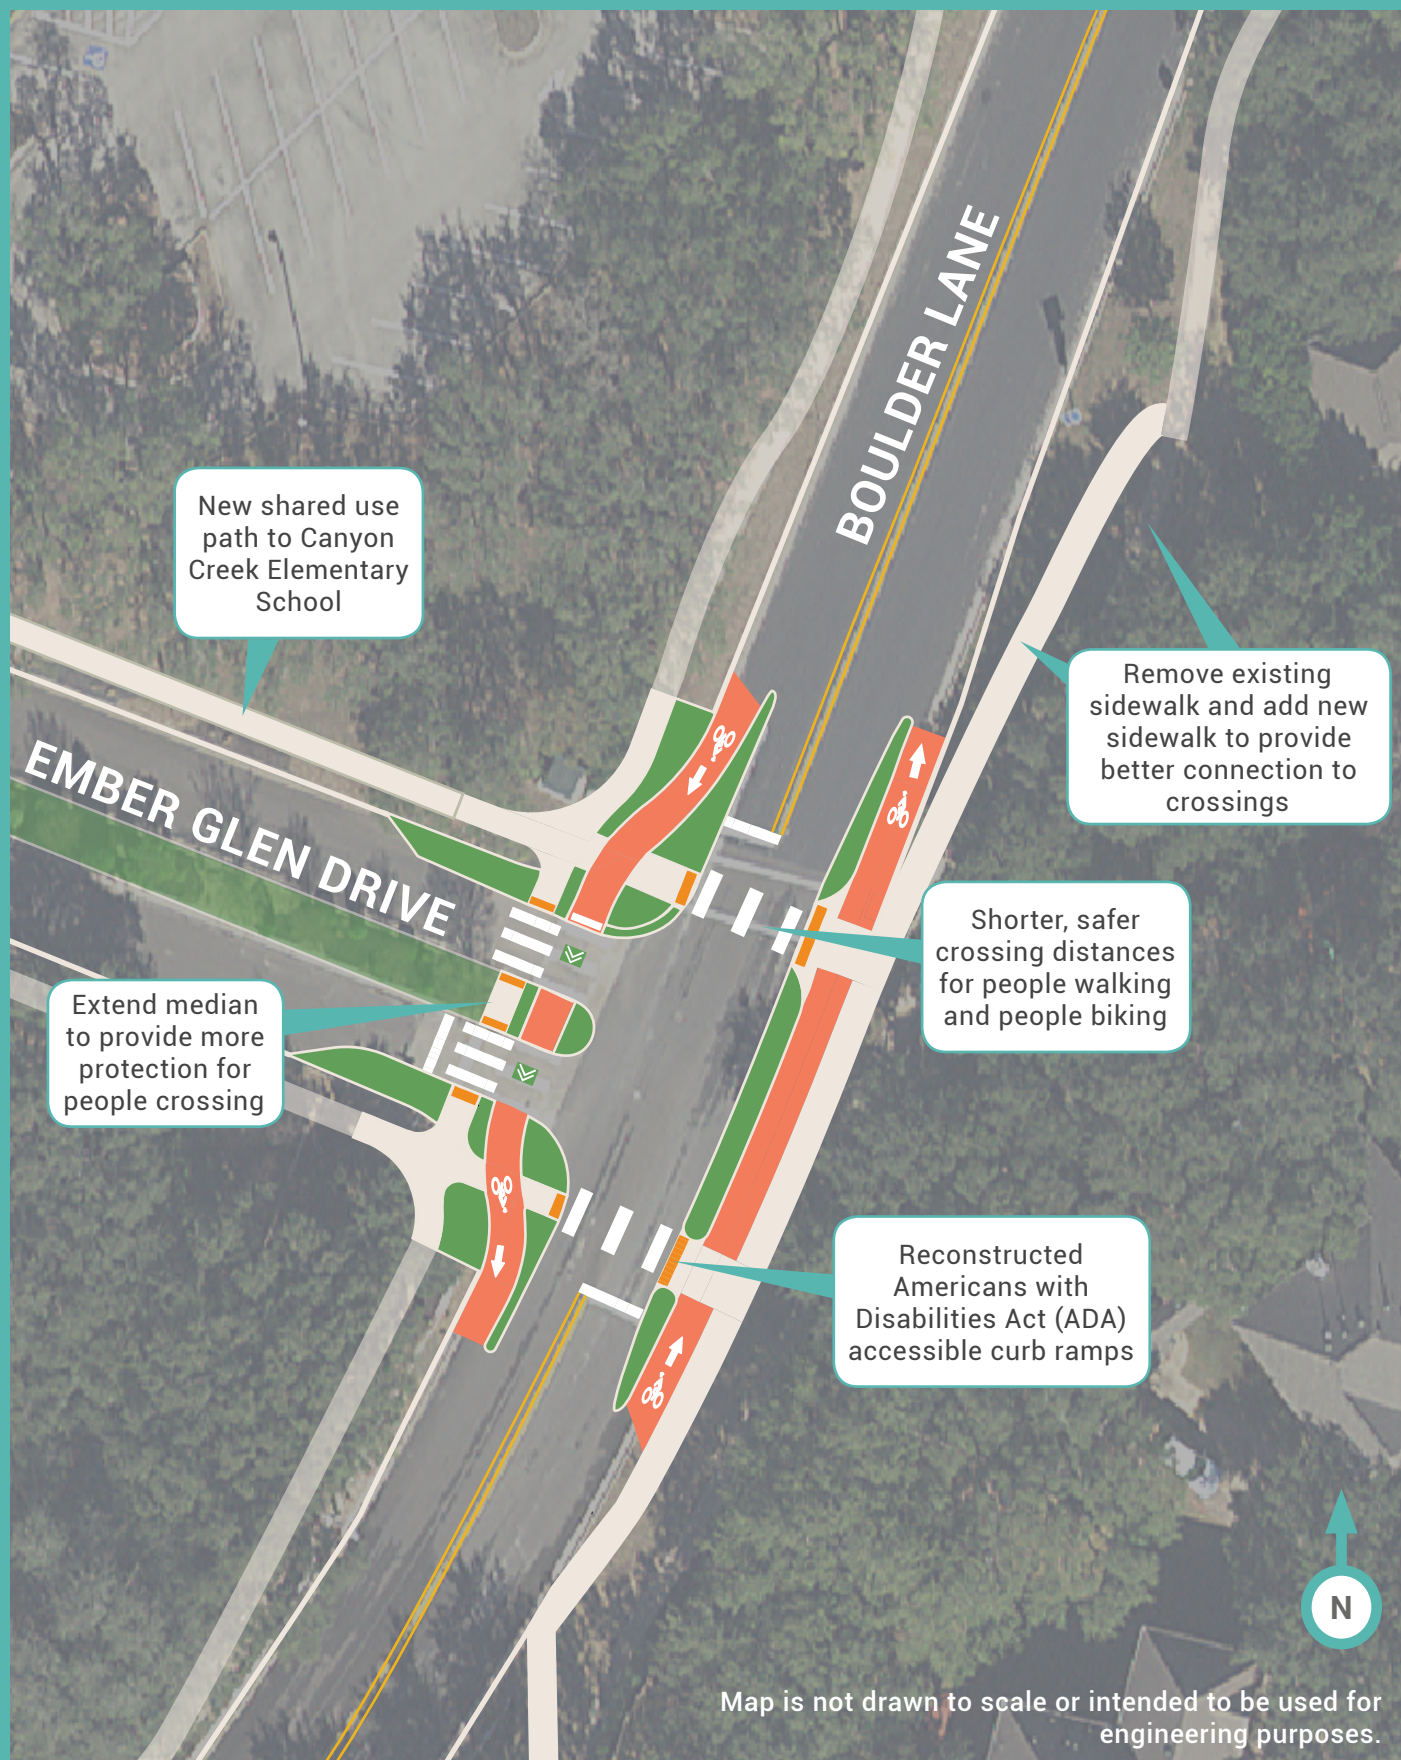 BOULDER LANE
New shared use
path to Canyon
Creek Elementary
School
Remove existing
sidewalk and add new
sidewalk to provide
better connection to
crossings
EMBER GLEN DRIVE
Shorter, safer
crossing distances
for people walking
and people biking
Extend median
to provide more
protection for
people crossing
Reconstructed
Americans with
Disabilities Act (ADA)
accessible curb ramps
N
Map is not drawn to scale or intended to be used for
engineering purposes.